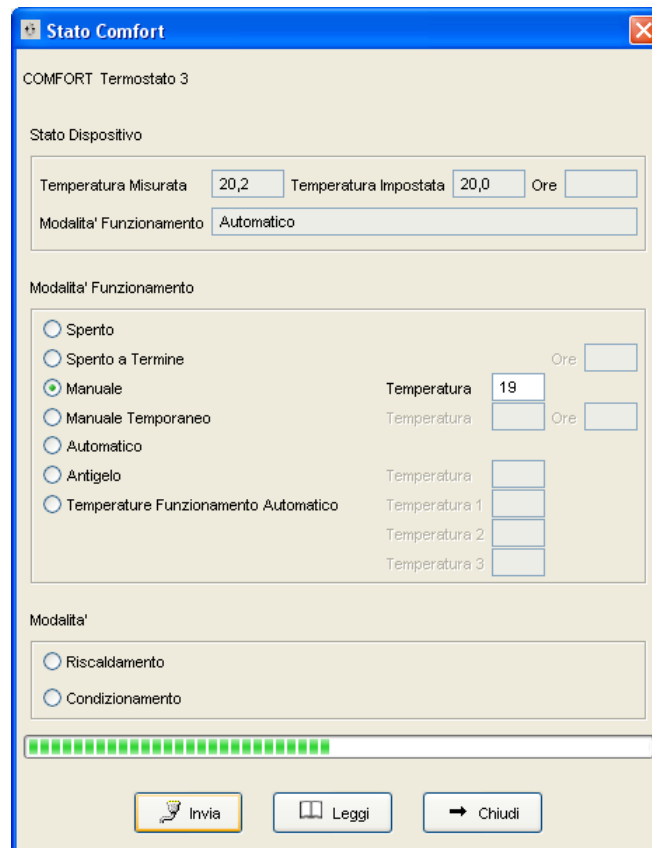 Stato Comfort
COMFORT Termostato 3
Stato Dispositivo
Temperatura Misurata 20,2 Temperatura Impostata 20,0 Ore
Modalita' Funzionamento Automatico
Modalita' Funzionamento
Spento
Spento a Termine Ore
Manuale Temperatura 19
Manuale Temporaneo Temperatura Ore
Automatico
Antigelo Temperatura
Temperature Funzionamento Automatico Temperatura 1
Temperatura 2
Temperatura 3
Modalita'
Riscaldamento
Condizionamento
Invia Leggi Chiudi